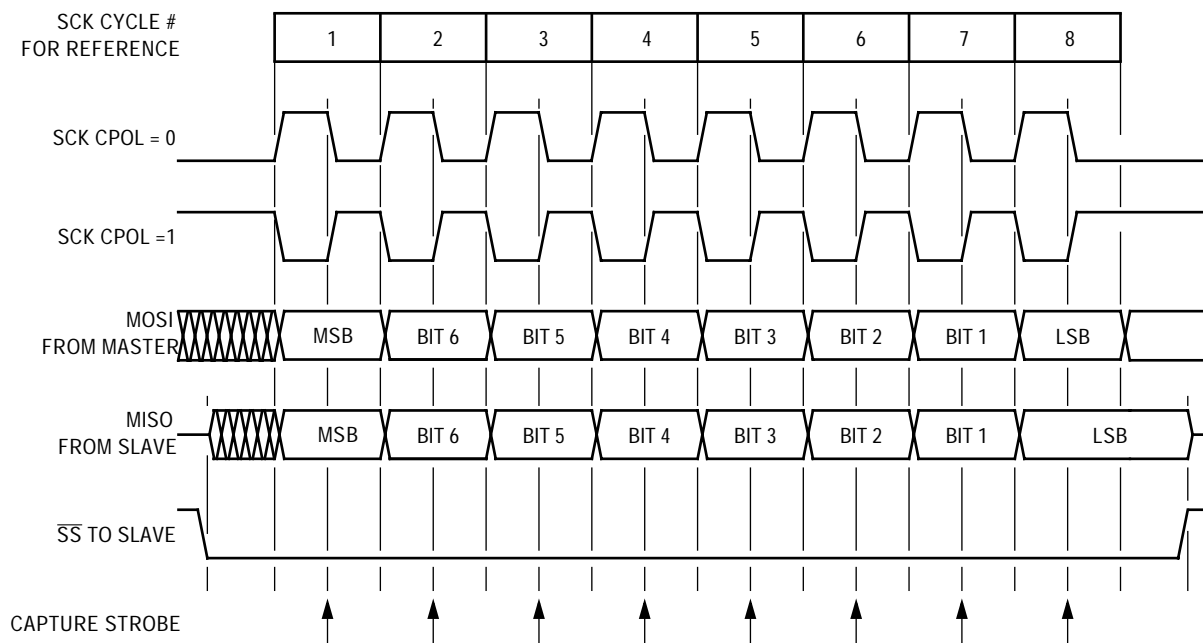 SCK CYCLE #
FOR REFERENCE
1 2 3 4 5 6 7 8
SCK CPOL = 0
SCK CPOL =1
MOSI
FROM MASTER
MSB BIT 6 BIT 5 BIT 4 BIT 3 BIT 2 BIT 1 LSB
MISO
FROM SLAVE
MSB BIT 6 BIT 5 BIT 4 BIT 3 BIT 2 BIT 1 LSB
S̅S̅ TO SLAVE
CAPTURE STROBE